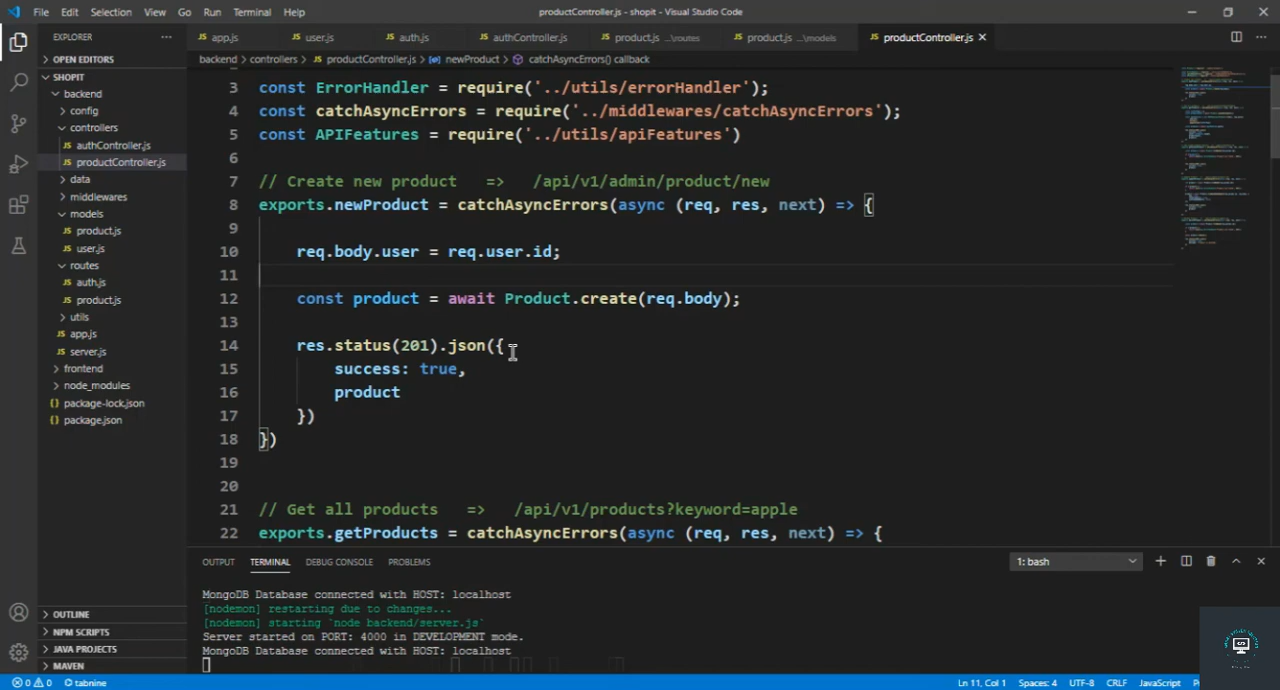 File Edit Selection View Go Run Terminal Help productController.js - shopit - Visual Studio Code
EXPLORER
app.js user.js auth.js authController.js product.js ...\routes product.js ...\models productController.js
OPEN EDITORS
backend > controllers > productController.js > newProduct > catchAsyncErrors() callback
SHOPIT
backend
config
controllers
authController.js
productController.js
data
middlewares
models
product.js
user.js
routes
auth.js
product.js
utils
app.js
server.js
frontend
node_modules
package-lock.json
package.json
OUTLINE
NPM SCRIPTS
JAVA PROJECTS
MAVEN
3 const ErrorHandler = require('../utils/errorHandler');
4 const catchAsyncErrors = require('../middlewares/catchAsyncErrors');
5 const APIFeatures = require('../utils/apiFeatures')
6
7 // Create new product => /api/v1/admin/product/new
8 exports.newProduct = catchAsyncErrors(async (req, res, next) => {
9
10 req.body.user = req.user.id;
11
12 const product = await Product.create(req.body);
13
14 res.status(201).json({
15 success: true,
16 product
17 })
18 })
19
20
21 // Get all products => /api/v1/products?keyword=apple
22 exports.getProducts = catchAsyncErrors(async (req, res, next) => {
OUTPUT TERMINAL DEBUG CONSOLE PROBLEMS 1: bash
MongoDB Database connected with HOST: localhost
[nodemon] restarting due to changes...
[nodemon] starting `node backend/server.js`
Server started on PORT: 4000 in DEVELOPMENT mode.
MongoDB Database connected with HOST: localhost
0 0 tabnine Ln 11, Col 1 Spaces: 4 UTF-8 CRLF JavaScript